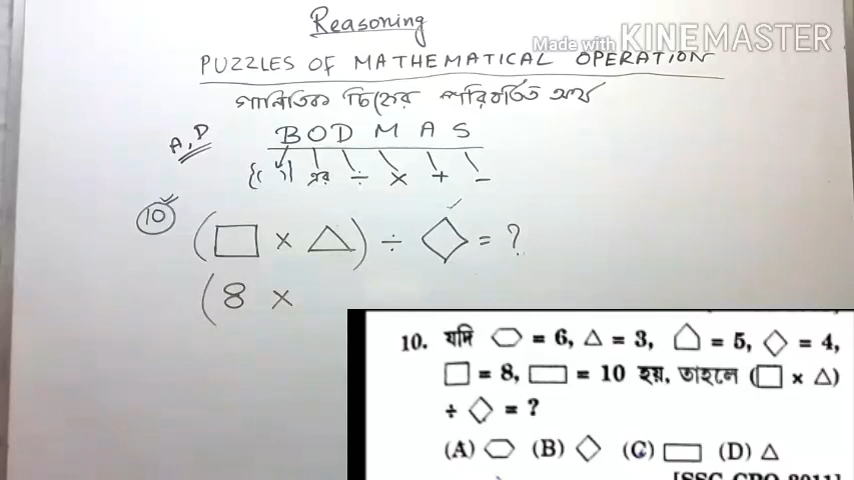 Reasoning
Made with KINEMASTER
PUZZLES OF MATHEMATICAL OPERATION
গানিতিক চিহ্নের পরিবর্তিত অর্থ
A, D
BODMAS
{( )} এর ÷ × + −
10
(□ × △) ÷ ◇ = ?
(8 ×
10. যদি ⬡ = 6, △ = 3, ⌂ = 5, ◇ = 4,
□ = 8, ▭ = 10 হয়, তাহলে (□ × △)
÷ ◇ = ?
(A) ⬡ (B) ◇ (C) ▭ (D) △